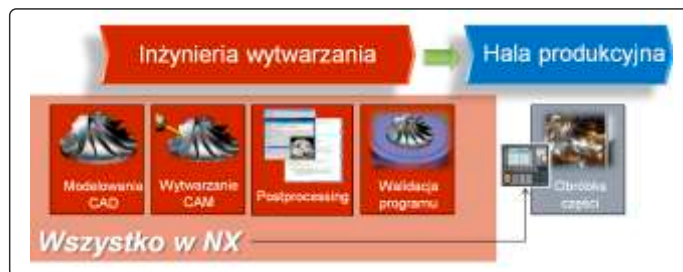 Inżynieria wytwarzania
Hala produkcyjna
Modelowanie
CAD
Wytwarzanie
CAM
Postprocessing
Walidacja
programu
Obróbka
części
Wszystko w NX